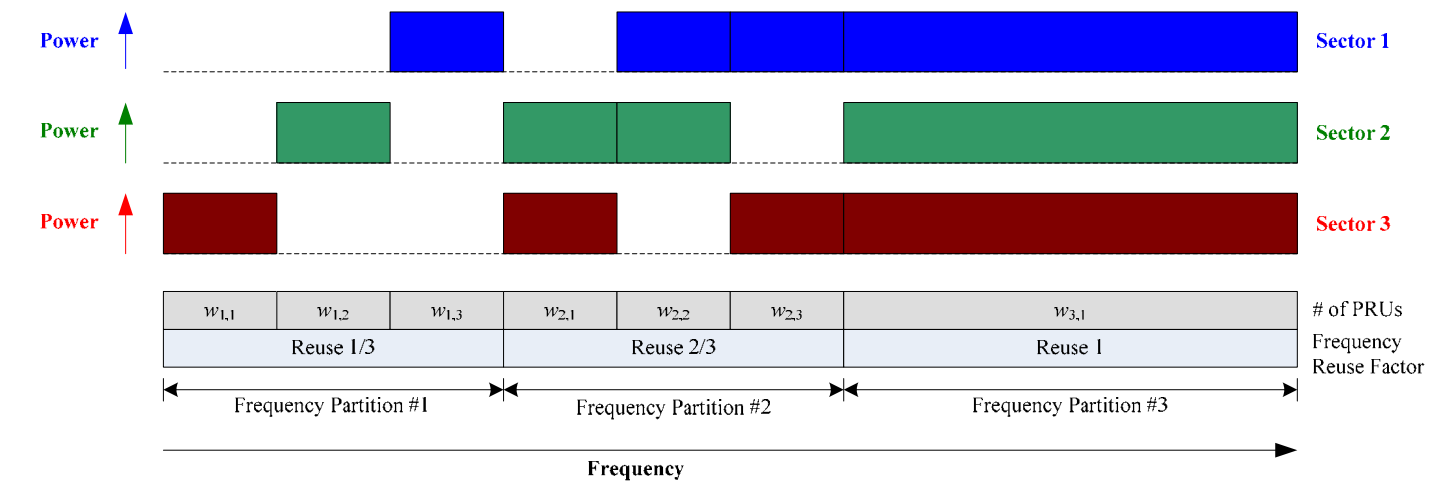 Power Sector 1
Power Sector 2
Power Sector 3
w1,1 w1,2 w1,3 w2,1 w2,2 w2,3 w3,1 # of PRUs
Reuse 1/3 Reuse 2/3 Reuse 1 Frequency
Reuse Factor
Frequency Partition #1 Frequency Partition #2 Frequency Partition #3
Frequency